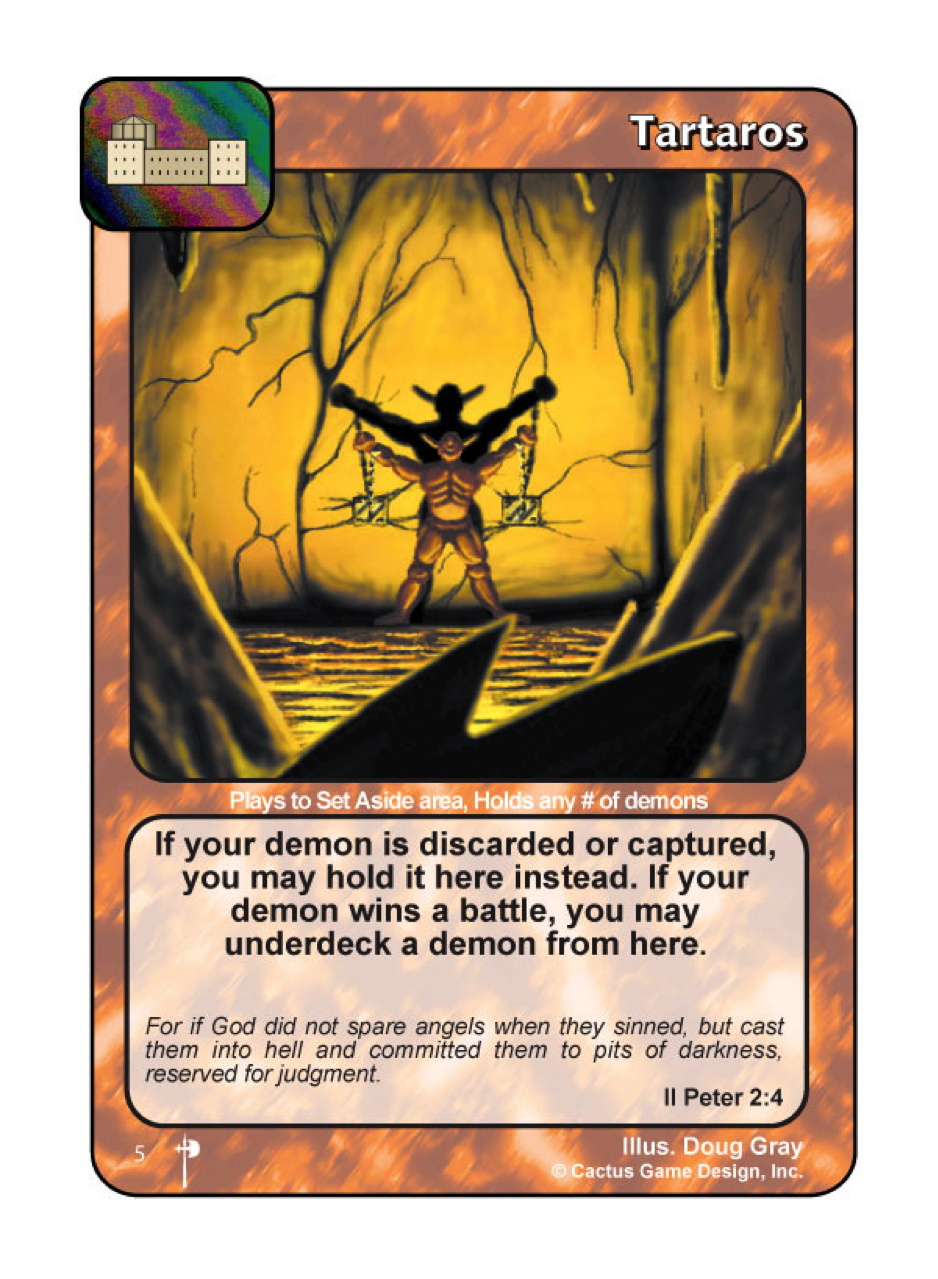 Tartaros
Plays to Set Aside area, Holds any # of demons
If your demon is discarded or captured,
you may hold it here instead. If your
demon wins a battle, you may
underdeck a demon from here.
For if God did not spare angels when they sinned, but cast
them into hell and committed them to pits of darkness,
reserved for judgment.
II Peter 2:4
5
Illus. Doug Gray
© Cactus Game Design, Inc.